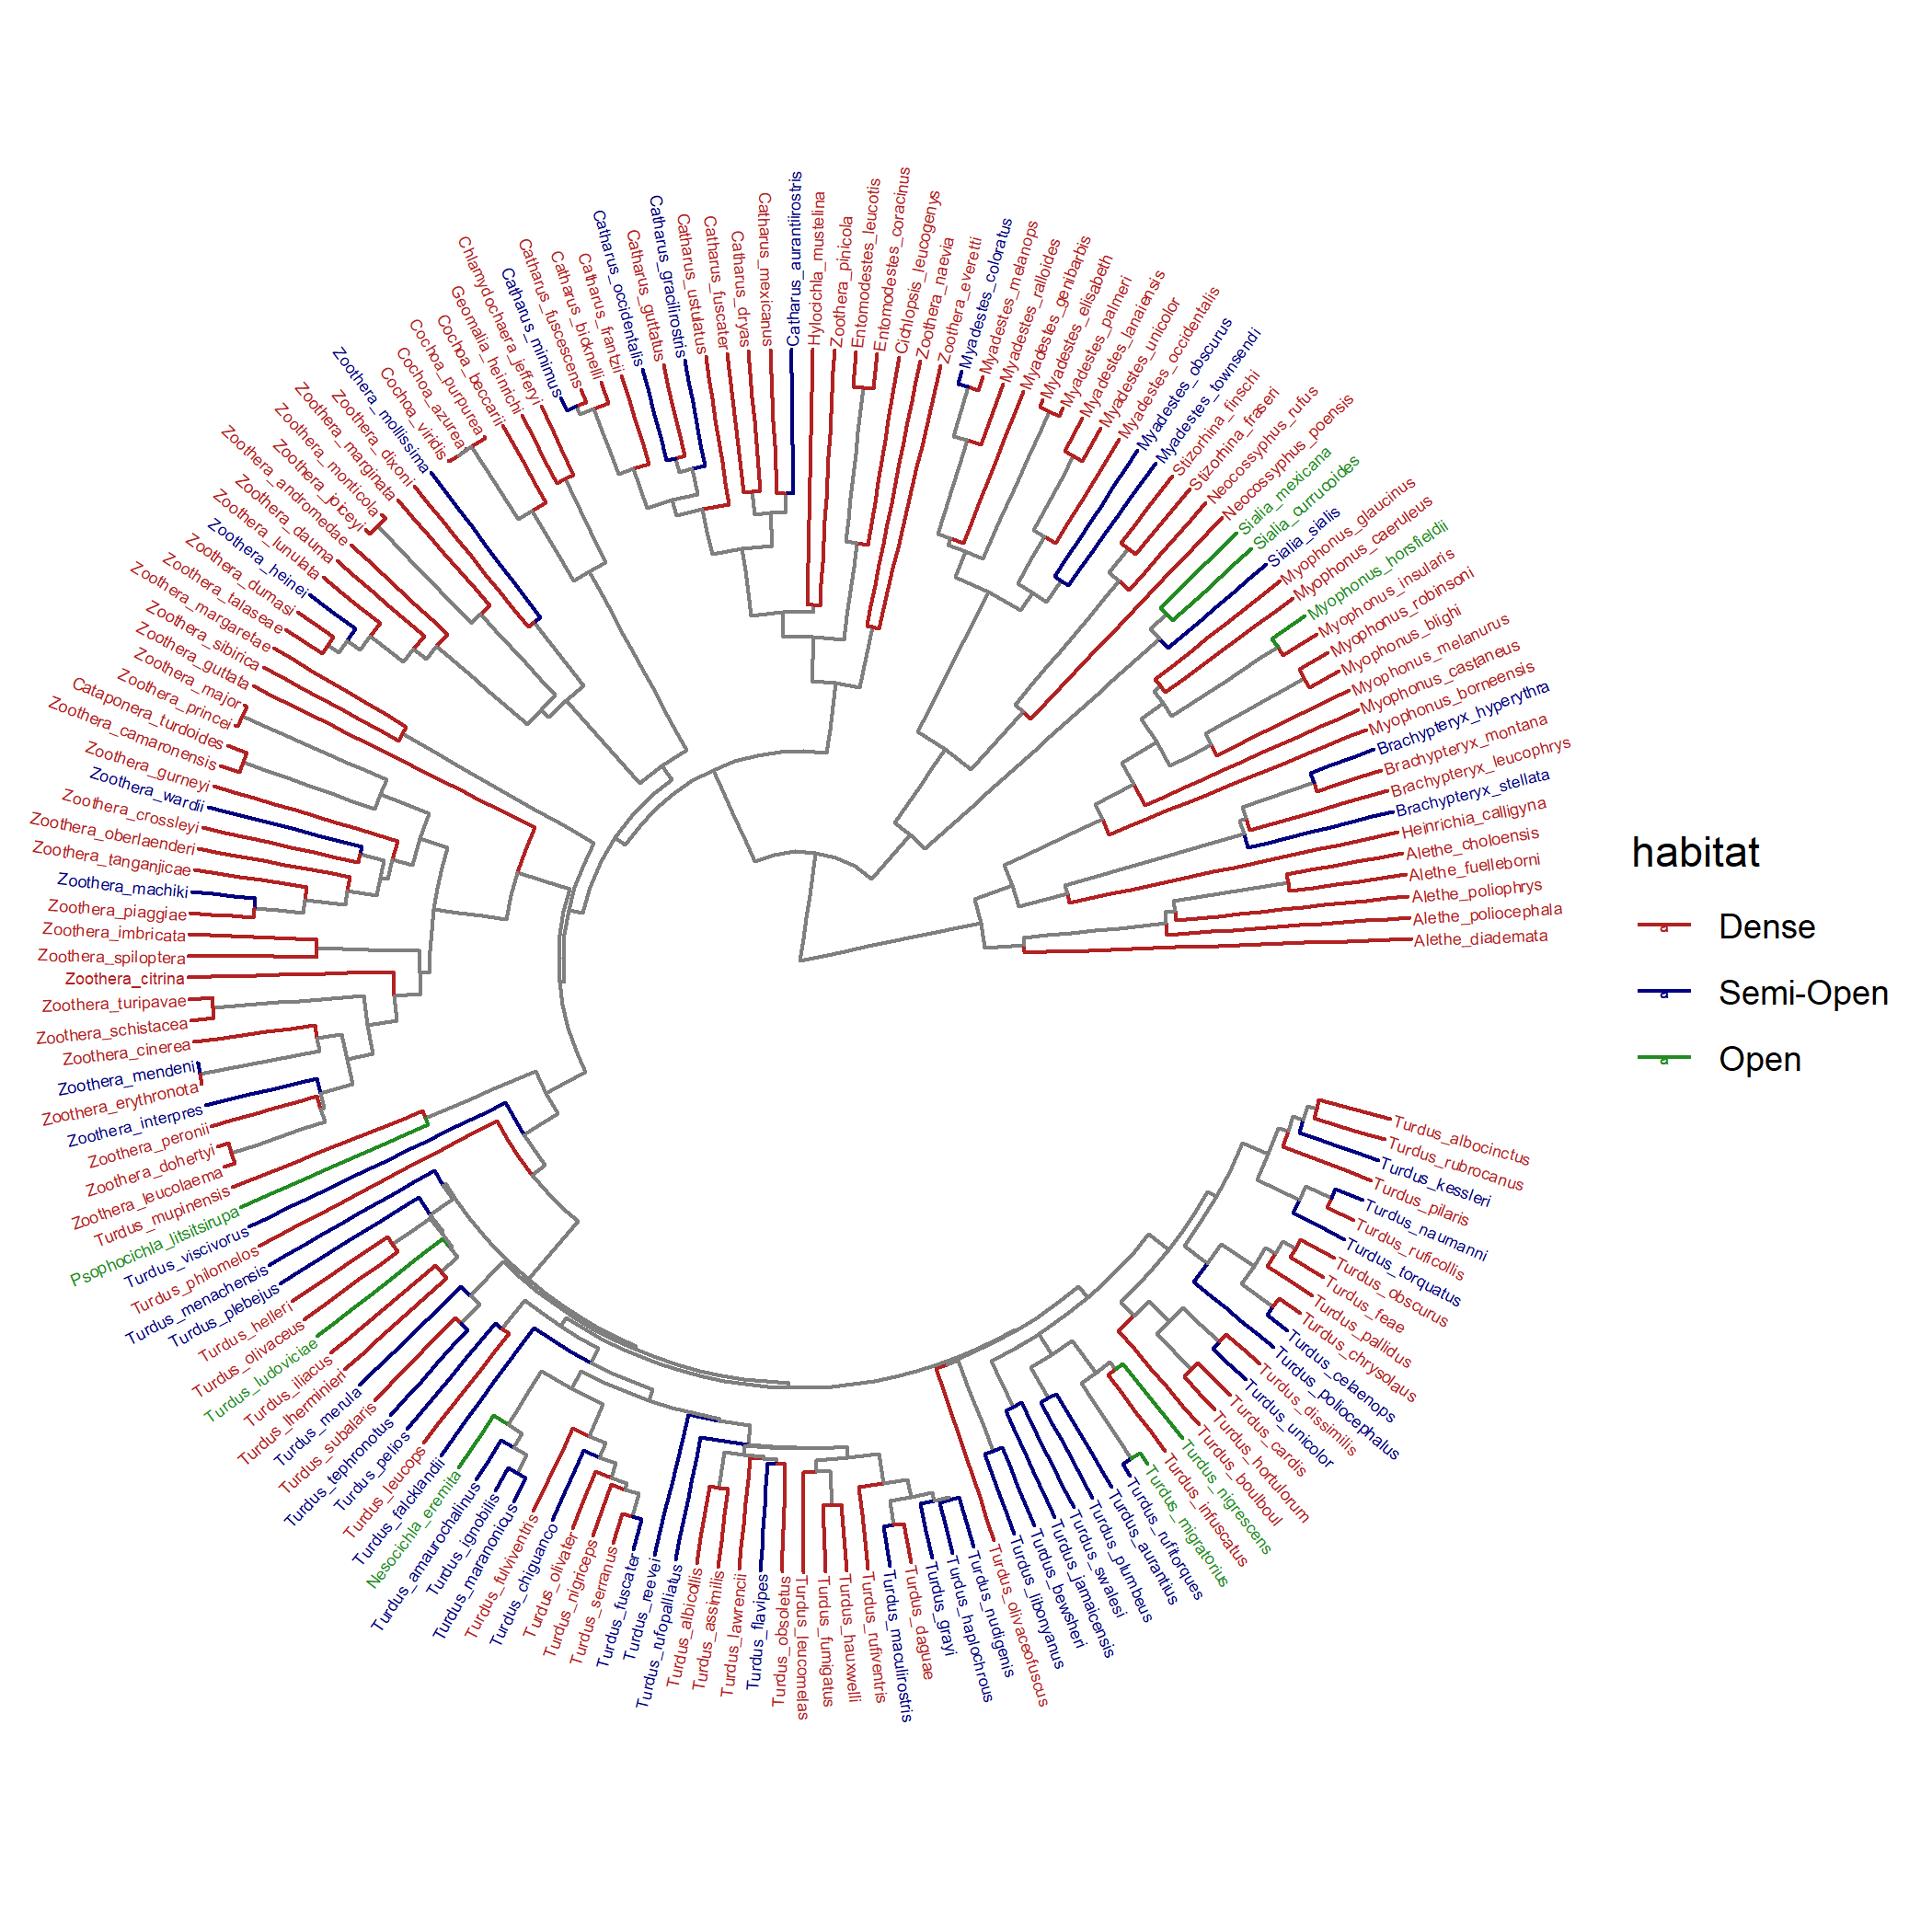 Alethe_diademata
Alethe_poliocephala
Alethe_poliophrys
Alethe_fuelleborni
Alethe_choloensis
Heinrichia_calligyna
Brachypteryx_stellata
Brachypteryx_leucophrys
Brachypteryx_montana
Brachypteryx_hyperythra
Myophonus_borneensis
Myophonus_castaneus
Myophonus_melanurus
Myophonus_blighi
Myophonus_robinsoni
Myophonus_insularis
Myophonus_horsfieldii
Myophonus_caeruleus
Myophonus_glaucinus
Sialia_sialis
Sialia_currucoides
Sialia_mexicana
Neocossyphus_poensis
Neocossyphus_rufus
Stizorhina_fraseri
Stizorhina_finschi
Myadestes_townsendi
Myadestes_obscurus
Myadestes_occidentalis
Myadestes_unicolor
Myadestes_lanaiensis
Myadestes_palmeri
Myadestes_elisabeth
Myadestes_genibarbis
Myadestes_ralloides
Myadestes_melanops
Myadestes_coloratus
Zoothera_everetti
Zoothera_naevia
Cichlopsis_leucogenys
Entomodestes_coracinus
Entomodestes_leucotis
Zoothera_pinicola
Hylocichla_mustelina
Catharus_aurantiirostris
Catharus_mexicanus
Catharus_dryas
Catharus_fuscater
Catharus_ustulatus
Catharus_gracilirostris
Catharus_guttatus
Catharus_occidentalis
Catharus_frantzii
Catharus_bicknelli
Catharus_fuscescens
Catharus_minimus
Chlamydochaera_jefferyi
Geomalia_heinrichi
Cochoa_beccarii
Cochoa_purpurea
Cochoa_azurea
Cochoa_viridis
Zoothera_mollissima
Zoothera_dixoni
Zoothera_marginata
Zoothera_monticola
Zoothera_joiceyi
Zoothera_andromedae
Zoothera_dauma
Zoothera_lunulata
Zoothera_heinei
Zoothera_dumasi
Zoothera_talaseae
Zoothera_margaretae
Zoothera_sibirica
Zoothera_guttata
Zoothera_major
Zoothera_princei
Cataponera_turdoides
Zoothera_camaronensis
Zoothera_gurneyi
Zoothera_wardii
Zoothera_crossleyi
Zoothera_oberlaenderi
Zoothera_tanganjicae
Zoothera_machiki
Zoothera_piaggiae
Zoothera_imbricata
Zoothera_spiloptera
Zoothera_citrina
Zoothera_turipavae
Zoothera_schistacea
Zoothera_cinerea
Zoothera_mendeni
Zoothera_erythronota
Zoothera_interpres
Zoothera_peronii
Zoothera_dohertyi
Zoothera_leucolaema
Turdus_mupinensis
Psophocichla_litsitsirupa
Turdus_viscivorus
Turdus_philomelos
Turdus_menachensis
Turdus_plebejus
Turdus_helleri
Turdus_olivaceus
Turdus_ludoviciae
Turdus_iliacus
Turdus_lherminieri
Turdus_merula
Turdus_subalaris
Turdus_tephronotus
Turdus_pelios
Turdus_leucops
Turdus_falcklandii
Nesocichla_eremita
Turdus_amaurochalinus
Turdus_ignobilis
Turdus_maranonicus
Turdus_fulviventris
Turdus_chiguanco
Turdus_olivater
Turdus_nigriceps
Turdus_serranus
Turdus_fuscater
Turdus_reevei
Turdus_rufopalliatus
Turdus_albicollis
Turdus_assimilis
Turdus_lawrencii
Turdus_flavipes
Turdus_obsoletus
Turdus_leucomelas
Turdus_fumigatus
Turdus_hauxwelli
Turdus_rufiventris
Turdus_maculirostris
Turdus_daguae
Turdus_grayi
Turdus_haplochrous
Turdus_nudigenis
Turdus_olivaceofuscus
Turdus_libonyanus
Turdus_bewsheri
Turdus_jamaicensis
Turdus_swalesi
Turdus_plumbeus
Turdus_aurantius
Turdus_rufitorques
Turdus_migratorius
Turdus_infuscatus
Turdus_nigrescens
Turdus_boulboul
Turdus_hortulorum
Turdus_cardis
Turdus_unicolor
Turdus_dissimilis
Turdus_poliocephalus
Turdus_celaenops
Turdus_chrysolaus
Turdus_pallidus
Turdus_feae
Turdus_obscurus
Turdus_torquatus
Turdus_ruficollis
Turdus_naumanni
Turdus_pilaris
Turdus_kessleri
Turdus_rubrocanus
Turdus_albocinctus
habitat
a Dense
a Semi-Open
a Open